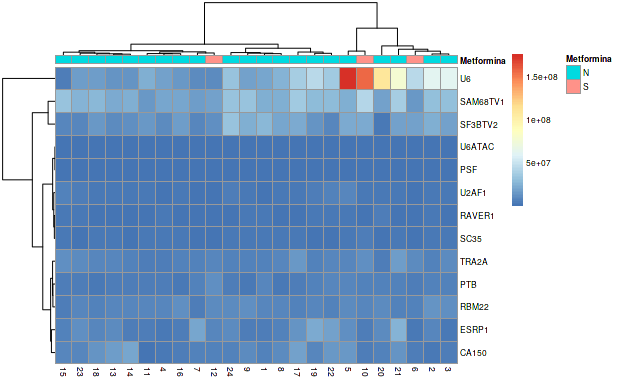 Metformina
U6
SAM68TV1
SF3BTV2
U6ATAC
PSF
U2AF1
RAVER1
SC35
TRA2A
PTB
RBM22
ESRP1
CA150
15 23 18 13 14 11 4 16 7 12 24 9 1 8 17 19 22 5 10 20 21 6 2 3
1.5e+08
1e+08
5e+07
Metformina
N
S